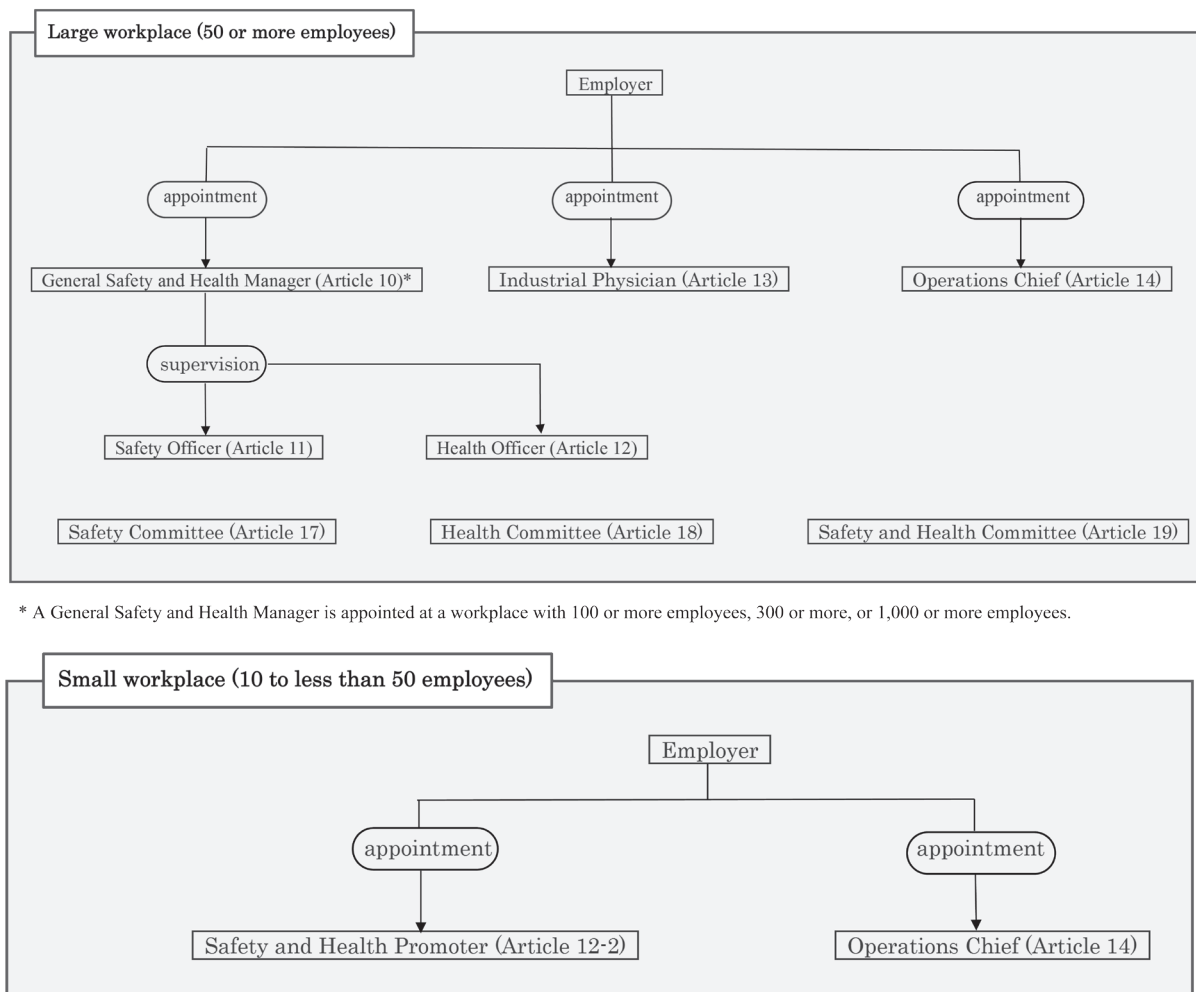 Large workplace (50 or more employees)
Employer
appointment
appointment
appointment
General Safety and Health Manager (Article 10)*
Industrial Physician (Article 13)
Operations Chief (Article 14)
supervision
Safety Officer (Article 11)
Health Officer (Article 12)
Safety Committee (Article 17)
Health Committee (Article 18)
Safety and Health Committee (Article 19)
* A General Safety and Health Manager is appointed at a workplace with 100 or more employees, 300 or more, or 1,000 or more employees.
Small workplace (10 to less than 50 employees)
Employer
appointment
appointment
Safety and Health Promoter (Article 12-2)
Operations Chief (Article 14)